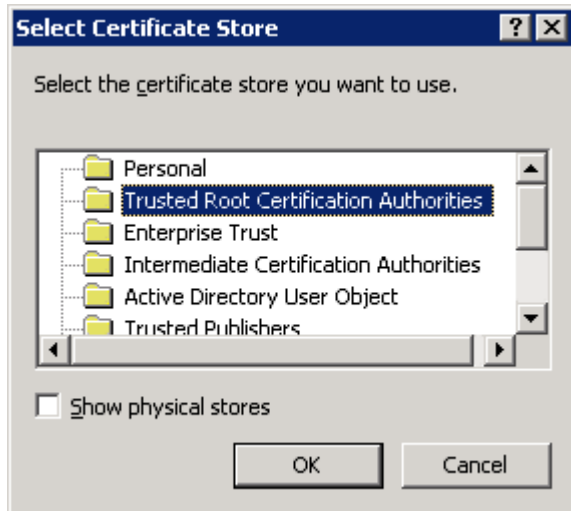 Select Certificate Store
Select the certificate store you want to use.
Personal
Trusted Root Certification Authorities
Enterprise Trust
Intermediate Certification Authorities
Active Directory User Object
Trusted Publishers
Show physical stores
OK Cancel